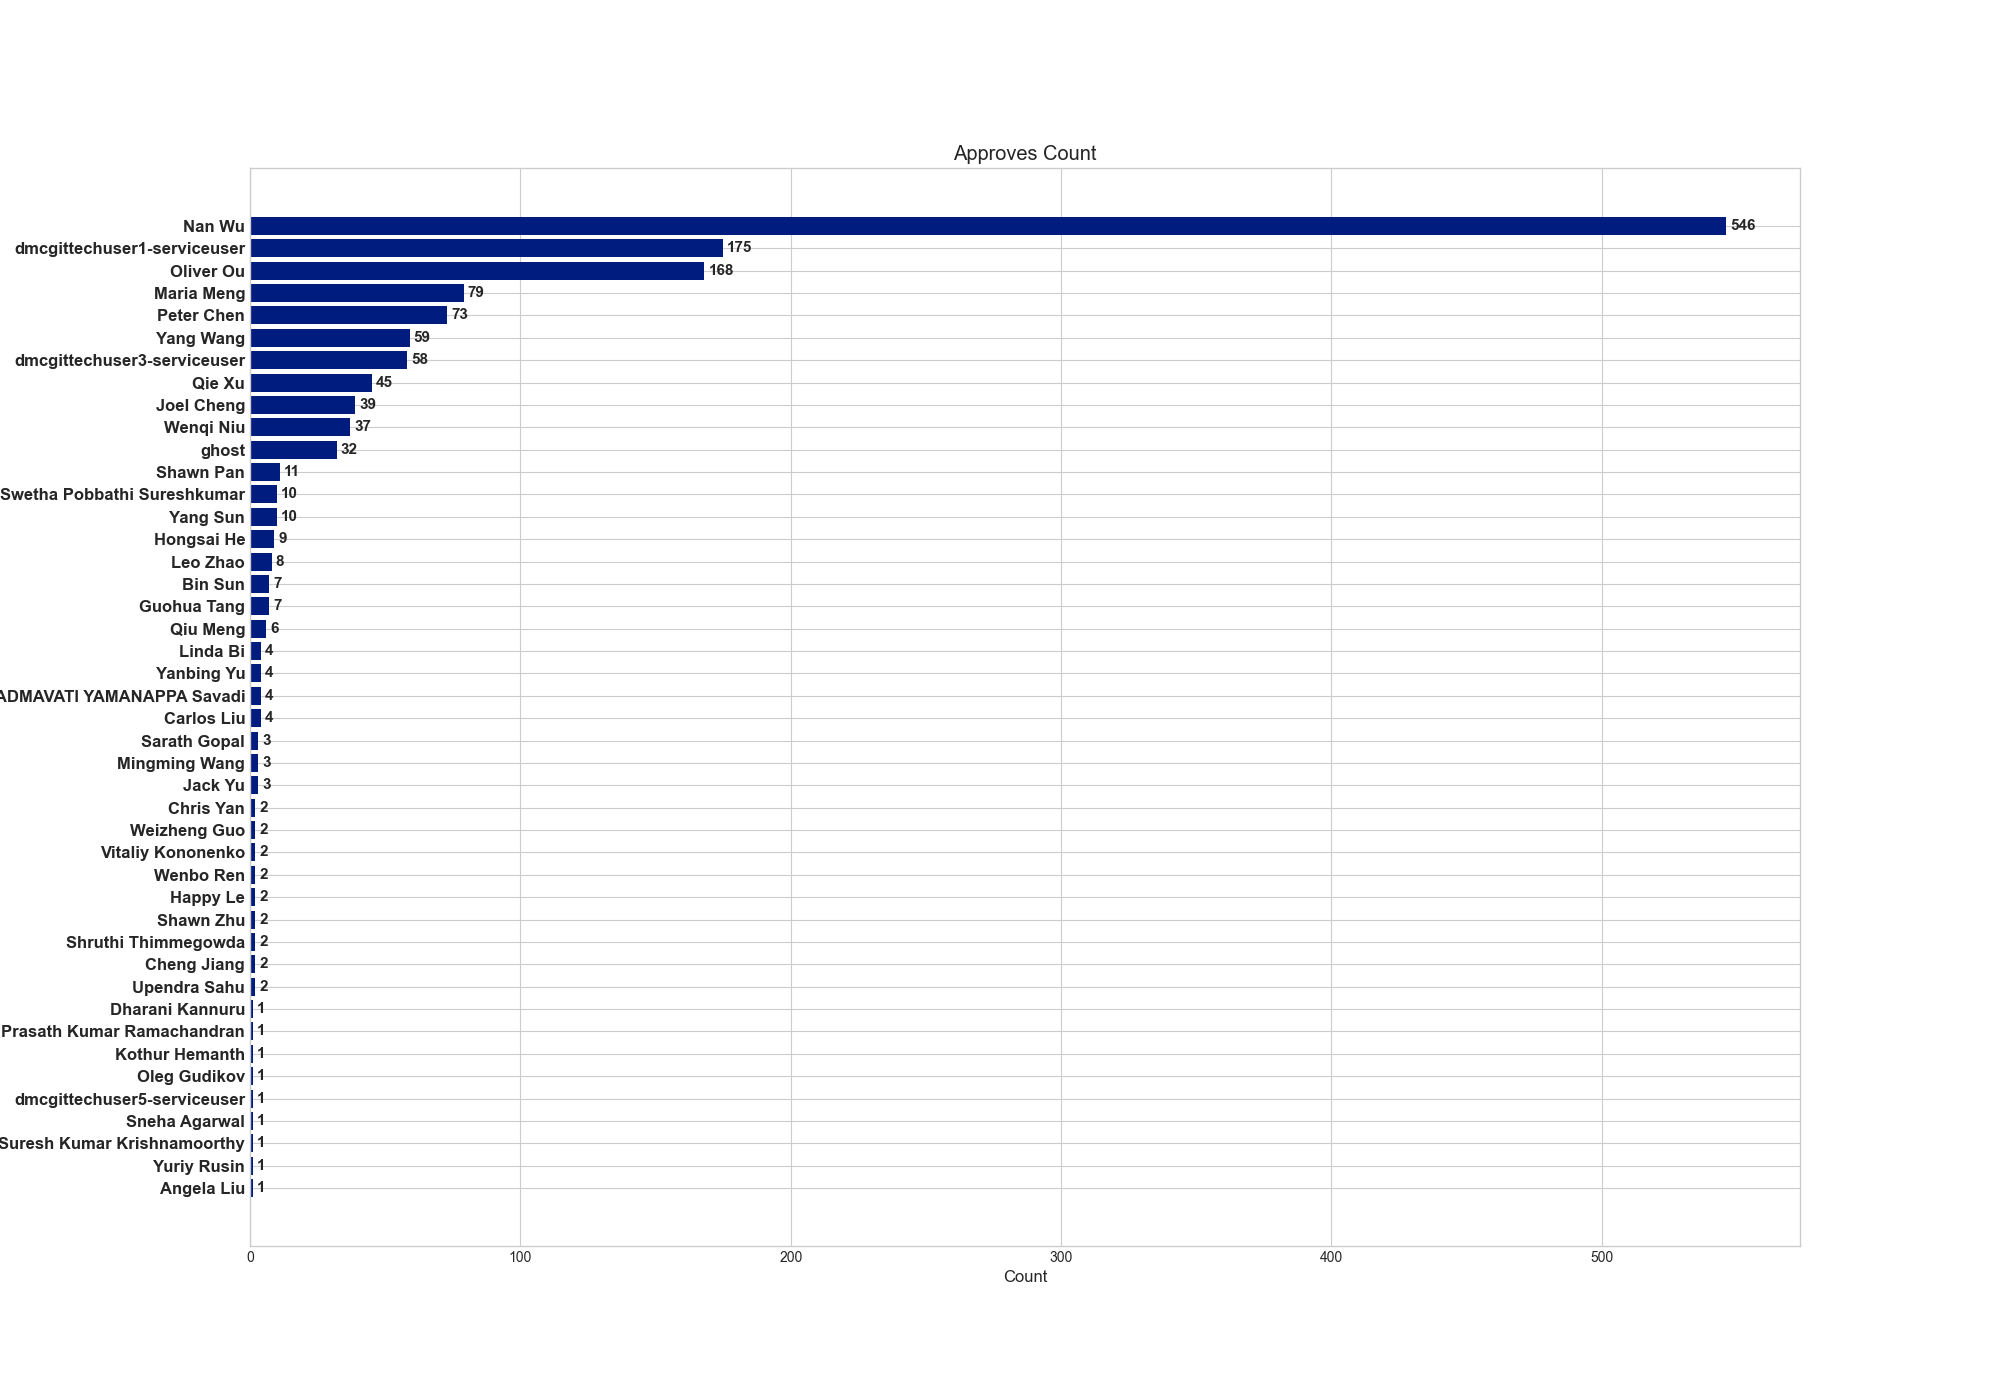 Approves Count
Nan Wu 546
dmcgittechuser1-serviceuser 175
Oliver Ou 168
Maria Meng 79
Peter Chen 73
Yang Wang 59
dmcgittechuser3-serviceuser 58
Qie Xu 45
Joel Cheng 39
Wenqi Niu 37
ghost 32
Shawn Pan 11
Swetha Pobbathi Sureshkumar 10
Yang Sun 10
Hongsai He 9
Leo Zhao 8
Bin Sun 7
Guohua Tang 7
Qiu Meng 6
Linda Bi 4
Yanbing Yu 4
ADMAVATI YAMANAPPA Savadi 4
Carlos Liu 4
Sarath Gopal 3
Mingming Wang 3
Jack Yu 3
Chris Yan 2
Weizheng Guo 2
Vitaliy Kononenko 2
Wenbo Ren 2
Happy Le 2
Shawn Zhu 2
Shruthi Thimmegowda 2
Cheng Jiang 2
Upendra Sahu 2
Dharani Kannuru 1
Prasath Kumar Ramachandran 1
Kothur Hemanth 1
Oleg Gudikov 1
dmcgittechuser5-serviceuser 1
Sneha Agarwal 1
Suresh Kumar Krishnamoorthy 1
Yuriy Rusin 1
Angela Liu 1
0 100 200 300 400 500
Count